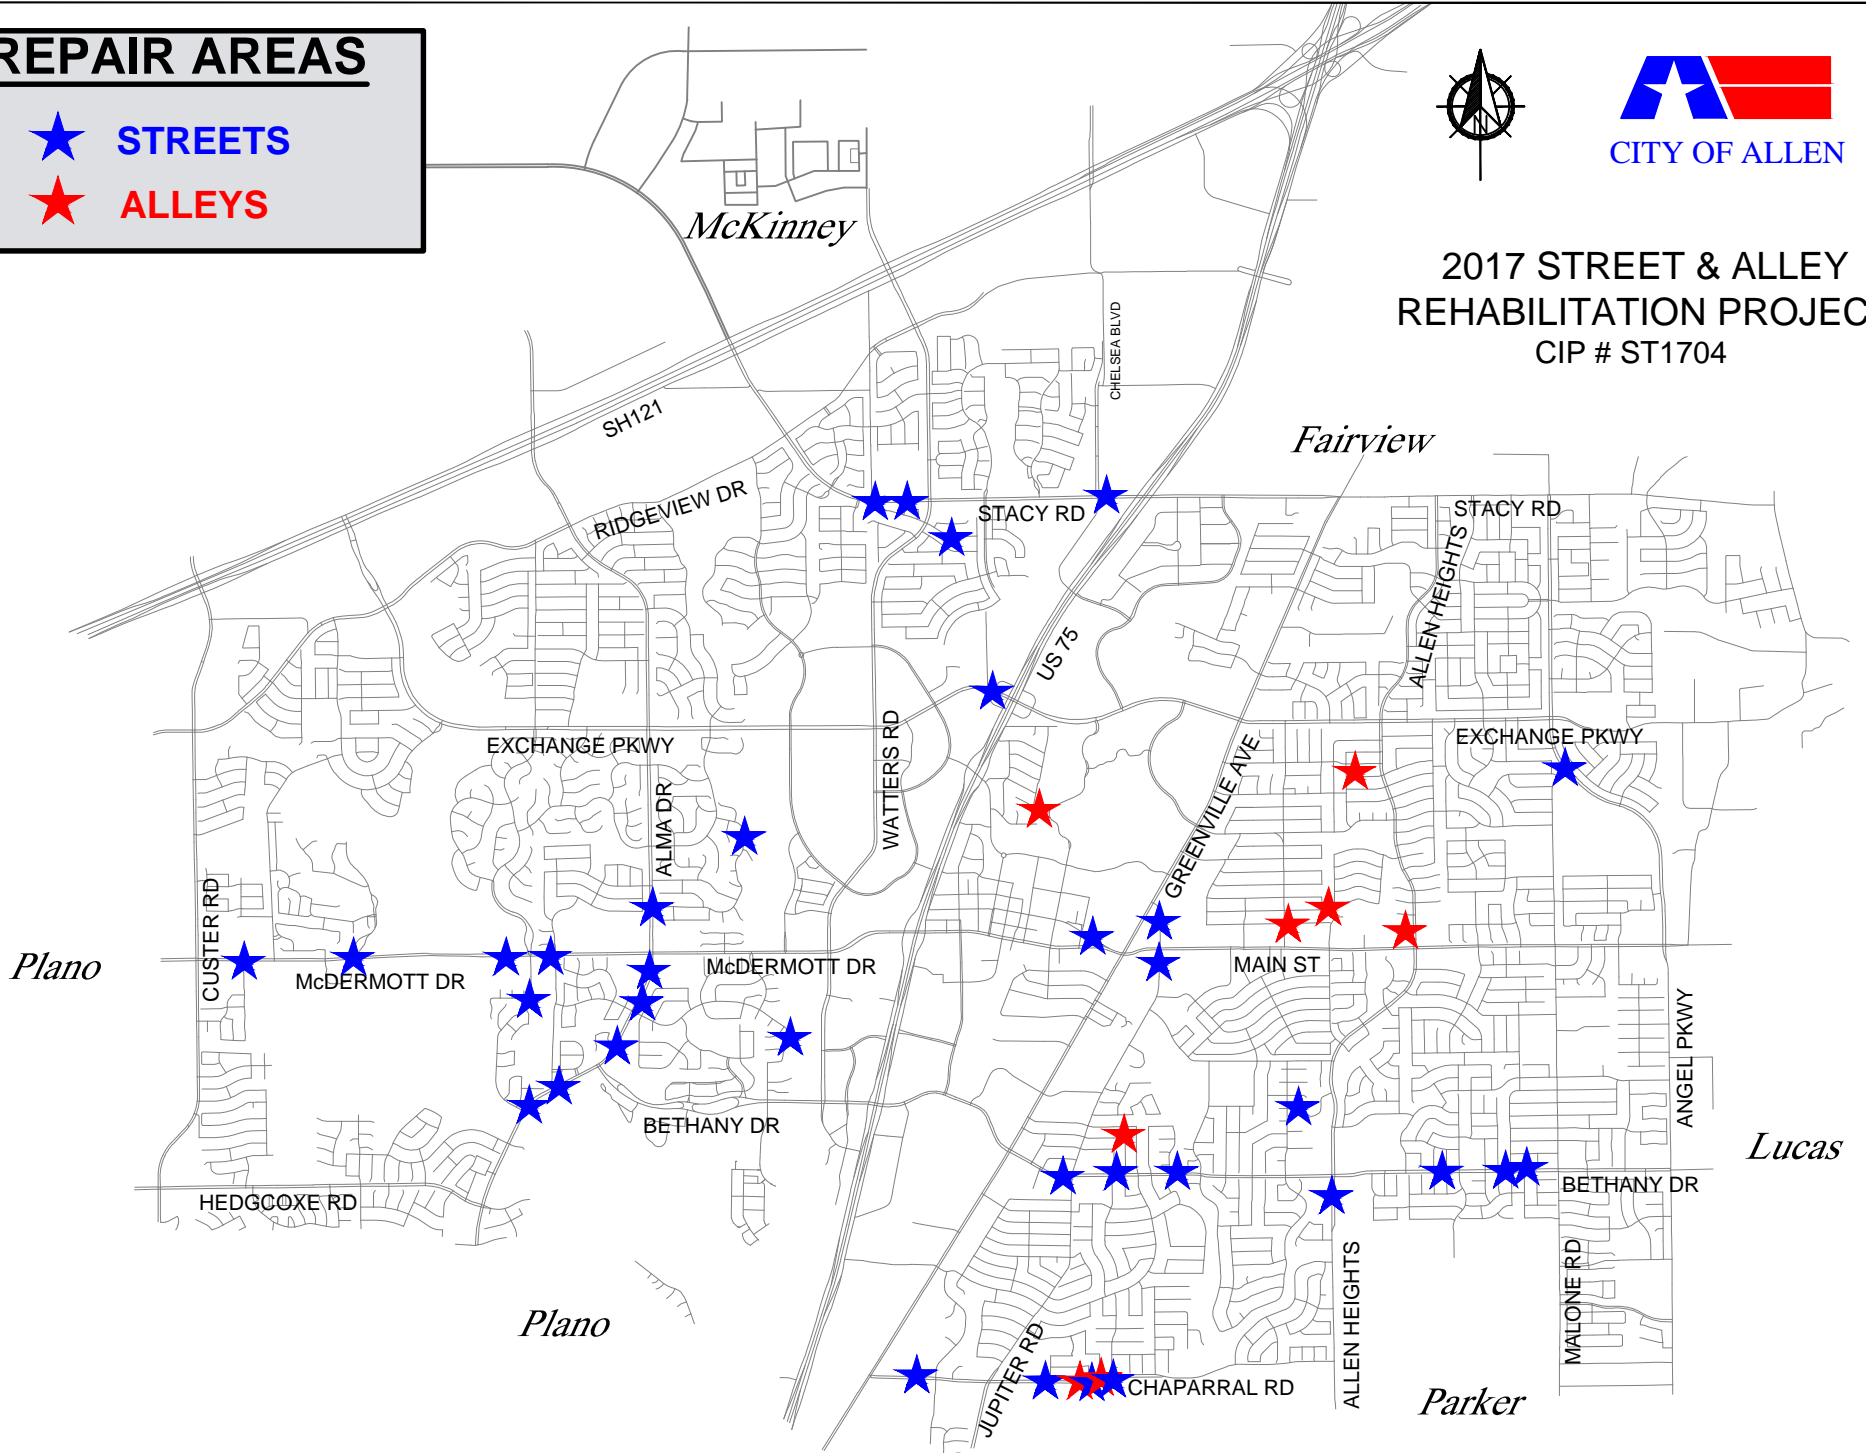 REPAIR AREAS
STREETS
ALLEYS
N
CITY OF ALLEN
2017 STREET & ALLEY
REHABILITATION PROJEC
CIP # ST1704
McKinney
CHELSEA BLVD
SH121
Fairview
RIDGEVIEW DR
STACY RD
STACY RD
ALLEN HEIGHTS
US 75
EXCHANGE PKWY
WATTERS RD
EXCHANGE PKWY
ALMA DR
GREENVILLE AVE
CUSTER RD
Plano
McDERMOTT DR
McDERMOTT DR
MAIN ST
ANGEL PKWY
BETHANY DR
Lucas
HEDGCOXE RD
BETHANY DR
Plano
JUPITER RD
ALLEN HEIGHTS
MALONE RD
CHAPARRAL RD
Parker